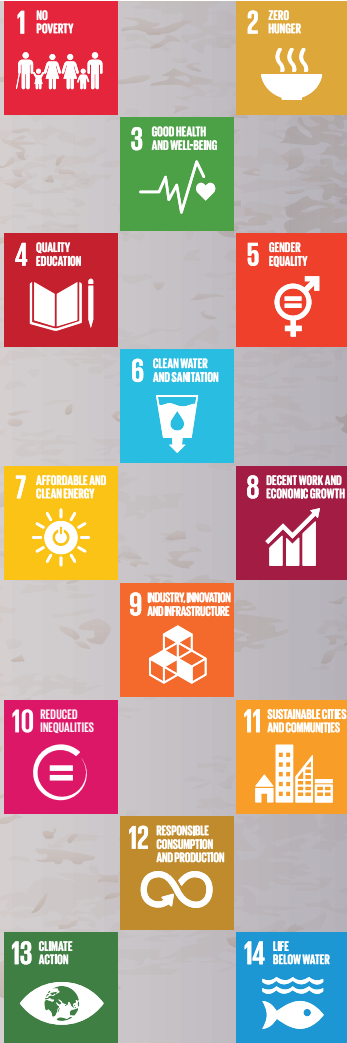 1 NO
POVERTY
2 ZERO
HUNGER
3 GOOD HEALTH
AND WELL-BEING
4 QUALITY
EDUCATION
5 GENDER
EQUALITY
6 CLEAN WATER
AND SANITATION
7 AFFORDABLE AND
CLEAN ENERGY
8 DECENT WORK AND
ECONOMIC GROWTH
9 INDUSTRY, INNOVATION
AND INFRASTRUCTURE
10 REDUCED
INEQUALITIES
11 SUSTAINABLE CITIES
AND COMMUNITIES
12 RESPONSIBLE
CONSUMPTION
AND PRODUCTION
13 CLIMATE
ACTION
14 LIFE
BELOW WATER